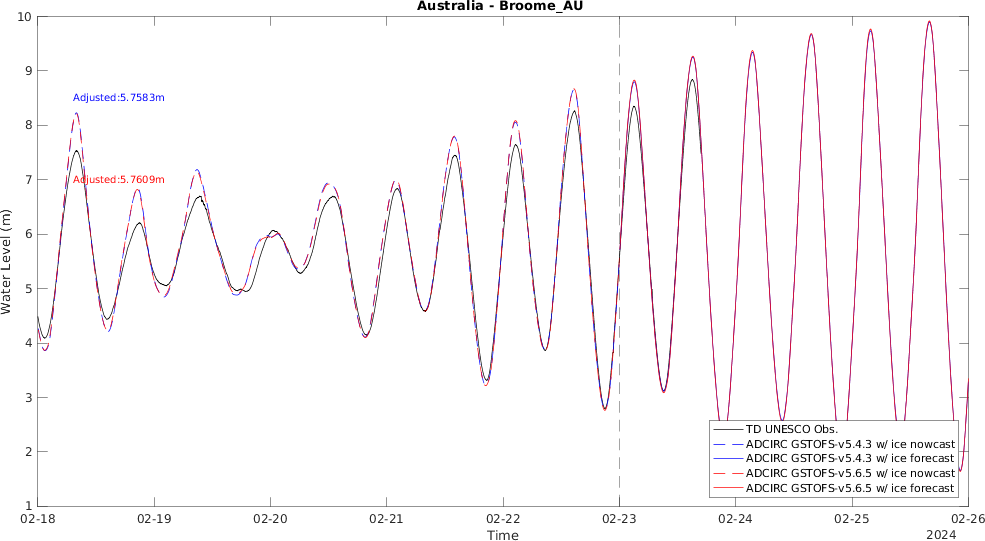 Australia - Broome_AU
10
9
8
7
6
5
4
3
2
1
Water Level (m)
Adjusted:5.7583m
Adjusted:5.7609m
TD UNESCO Obs.
ADCIRC GSTOFS-v5.4.3 w/ ice nowcast
ADCIRC GSTOFS-v5.4.3 w/ ice forecast
ADCIRC GSTOFS-v5.6.5 w/ ice nowcast
ADCIRC GSTOFS-v5.6.5 w/ ice forecast
02-18 02-19 02-20 02-21 02-22 02-23 02-24 02-25 02-26
Time
2024